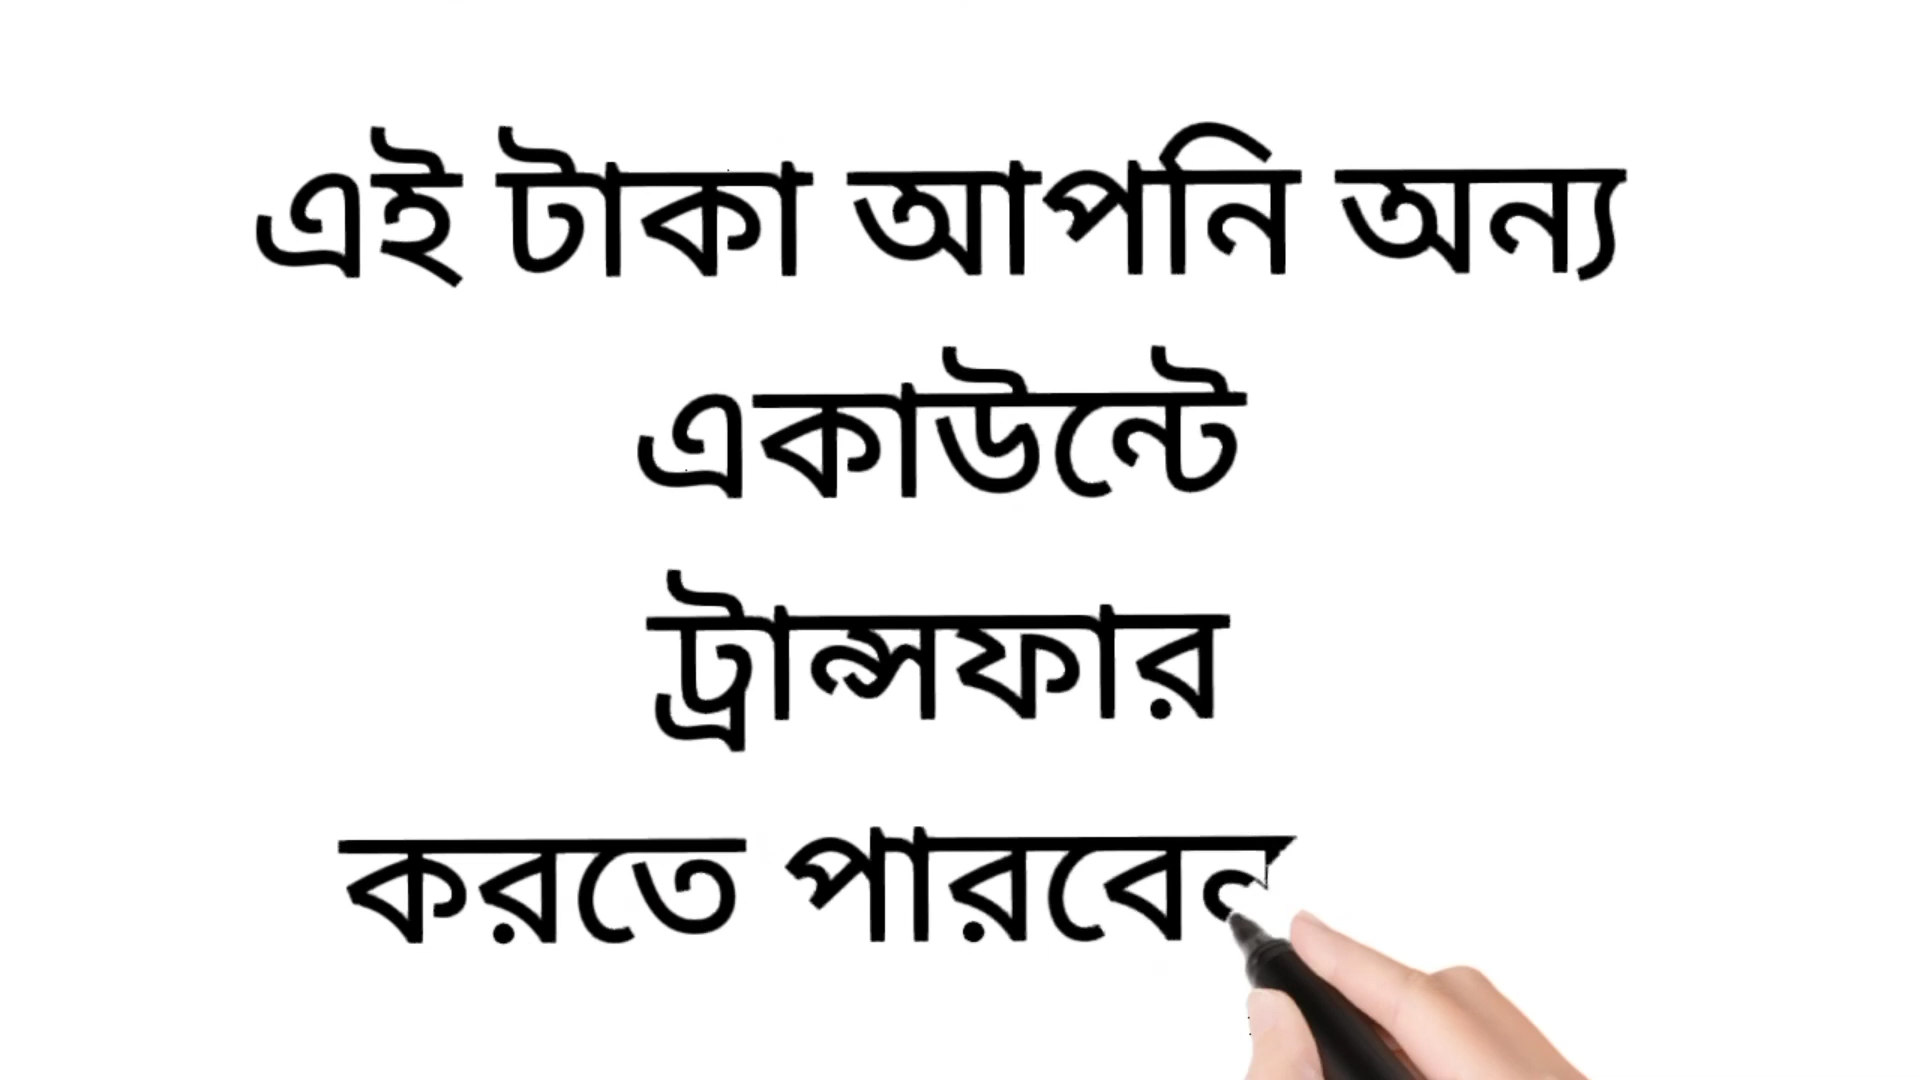 এই টাকা আপনি অন্য
একাউন্টে
ট্রান্সফার
করতে পারবেন